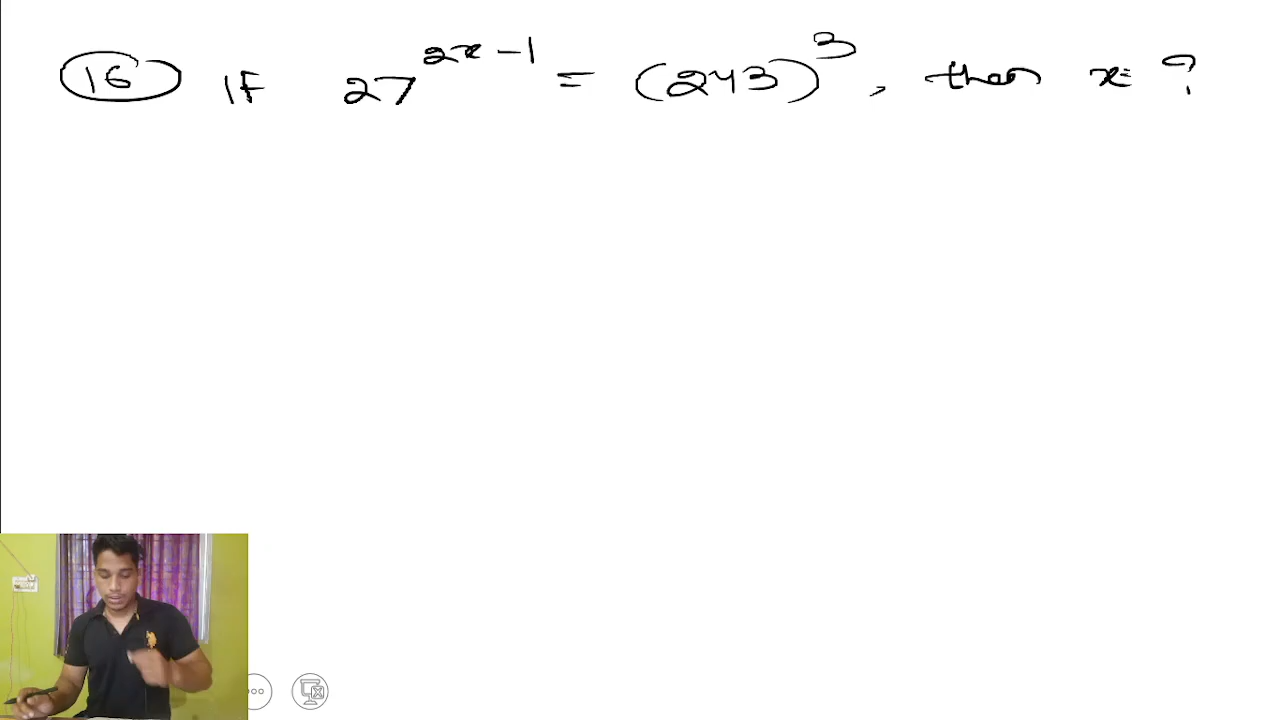 16 If 27^{2x-1} = (243)^3, then x = ?